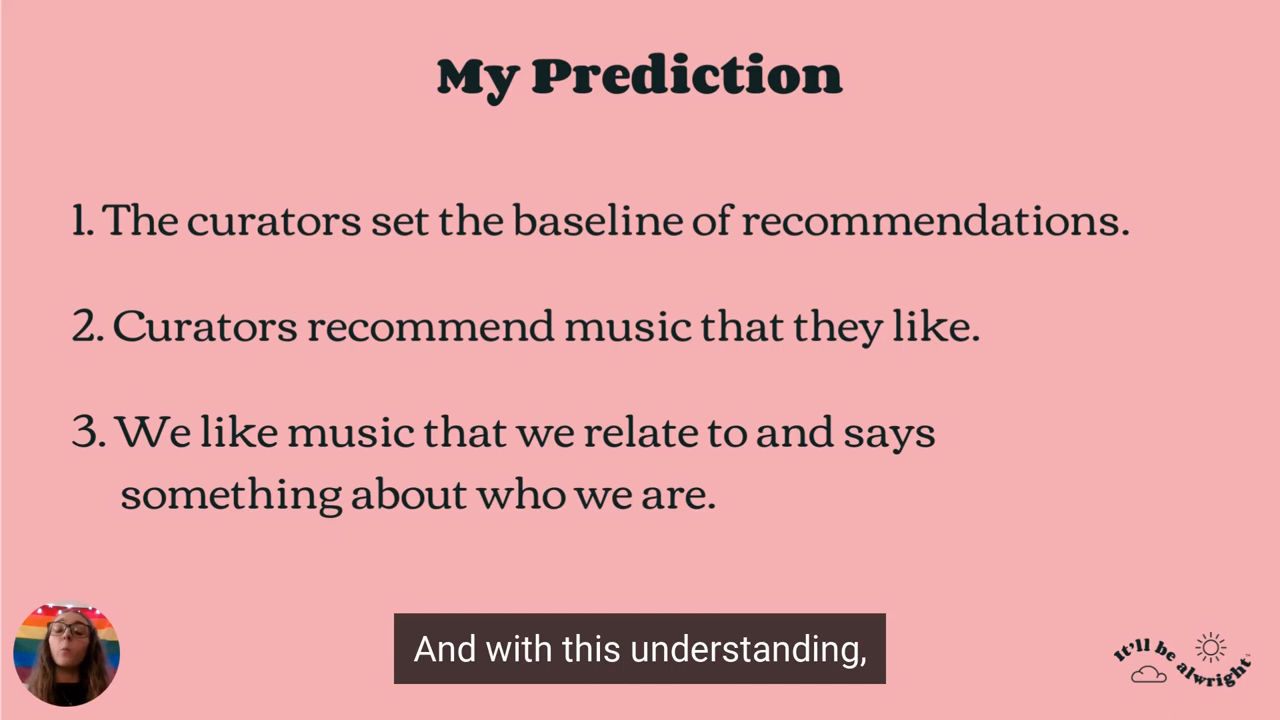 My Prediction
1. The curators set the baseline of recommendations.
2. Curators recommend music that they like.
3. We like music that we relate to and says
something about who we are.
And with this understanding,
It'll be
alwright